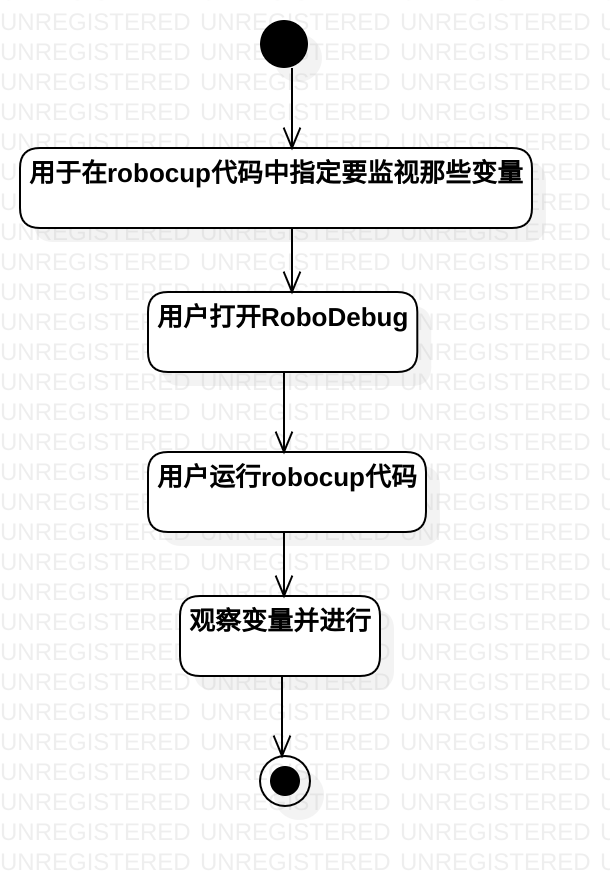 用于在robocup代码中指定要监视那些变量
用户打开RoboDebug
用户运行robocup代码
观察变量并进行
UNREGISTERED